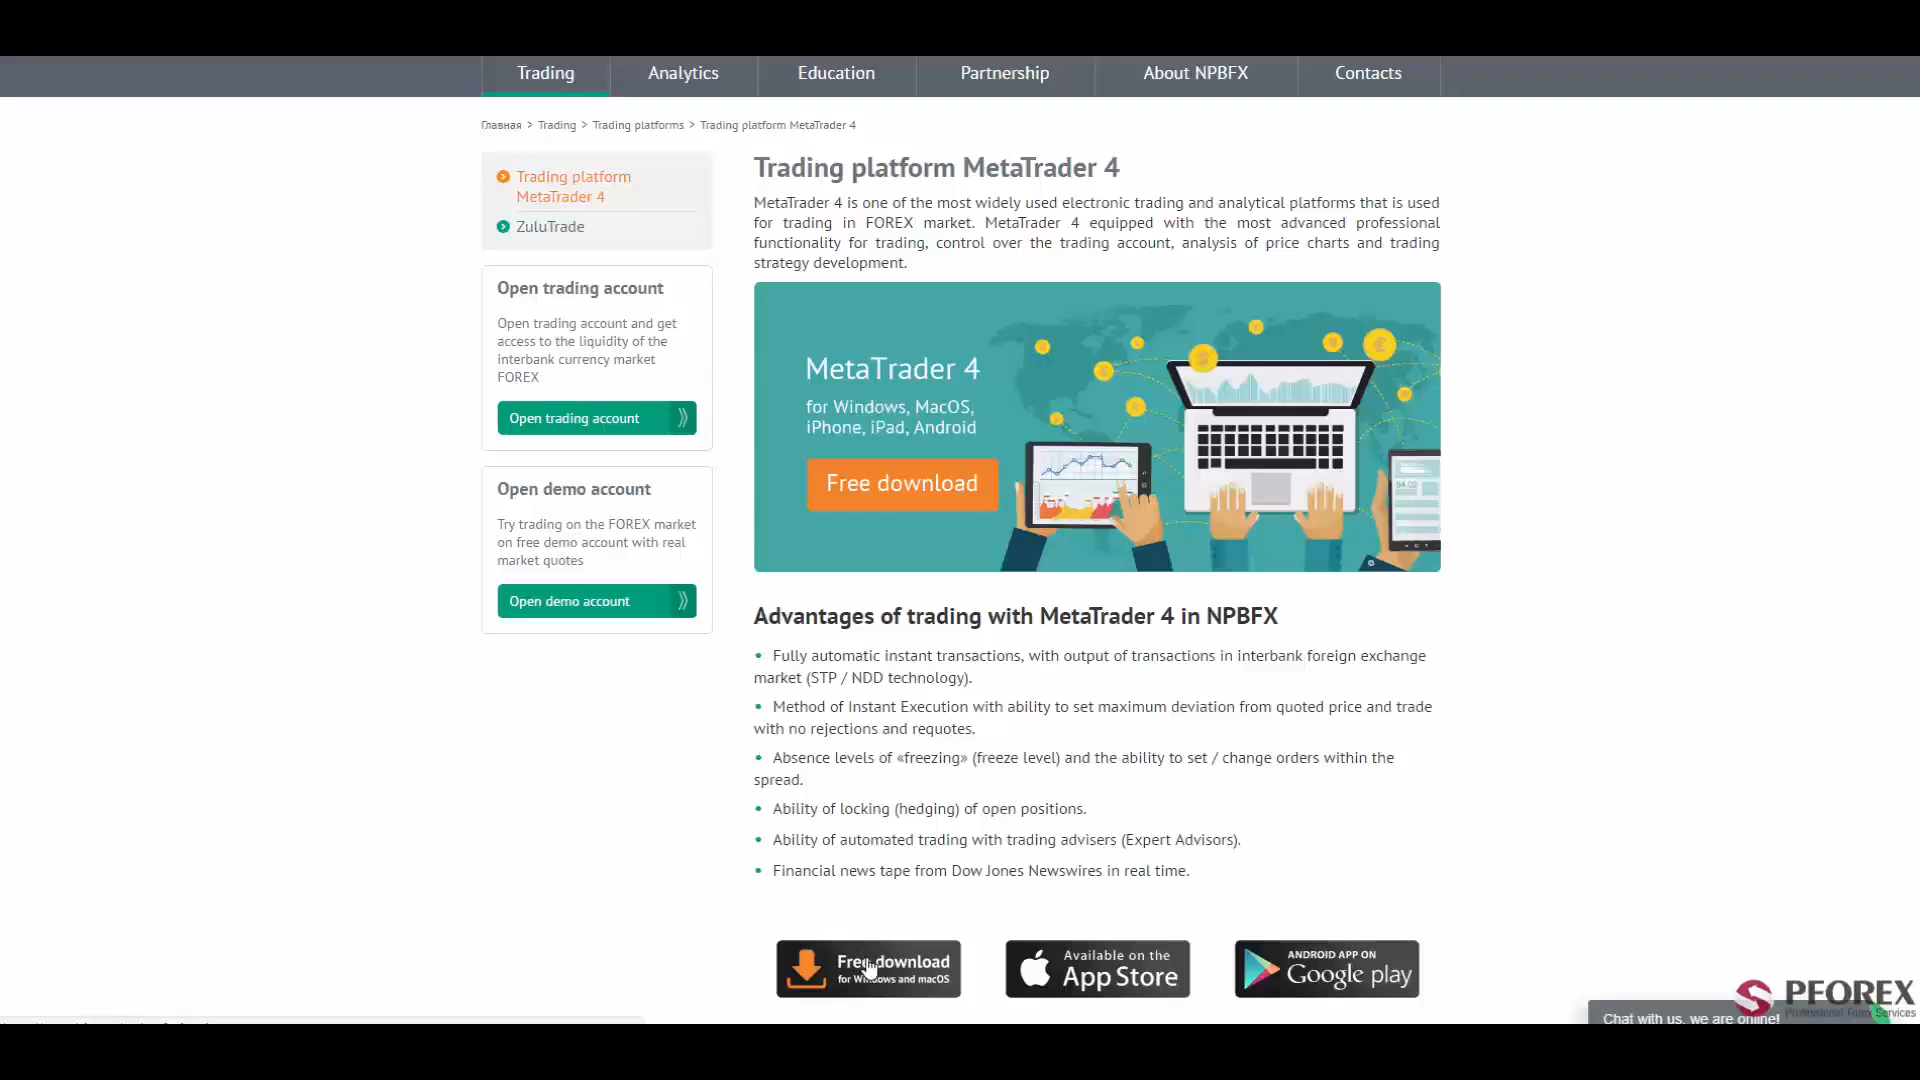 Trading
Analytics
Education
Partnership
About NPBFX
Contacts
Главная > Trading > Trading platforms > Trading platform MetaTrader 4
Trading platform
MetaTrader 4
ZuluTrade
Open trading account
Open trading account and get
access to the liquidity of the
interbank currency market
FOREX
Open trading account
Open demo account
Try trading on the FOREX market
on free demo account with real
market quotes
Open demo account
Trading platform MetaTrader 4
MetaTrader 4 is one of the most widely used electronic trading and analytical platforms that is used
for trading in FOREX market. MetaTrader 4 equipped with the most advanced professional
functionality for trading, control over the trading account, analysis of price charts and trading
strategy development.
MetaTrader 4
for Windows, MacOS,
iPhone, iPad, Android
Free download
Advantages of trading with MetaTrader 4 in NPBFX
• Fully automatic instant transactions, with output of transactions in interbank foreign exchange
market (STP / NDD technology).
• Method of Instant Execution with ability to set maximum deviation from quoted price and trade
with no rejections and requotes.
• Absence levels of «freezing» (freeze level) and the ability to set / change orders within the
spread.
• Ability of locking (hedging) of open positions.
• Ability of automated trading with trading advisers (Expert Advisors).
• Financial news tape from Dow Jones Newswires in real time.
Free download
for Windows and macOS
Available on the
App Store
ANDROID APP ON
Google play
PFOREX
Professional Forex Services
Chat with us, we are online!